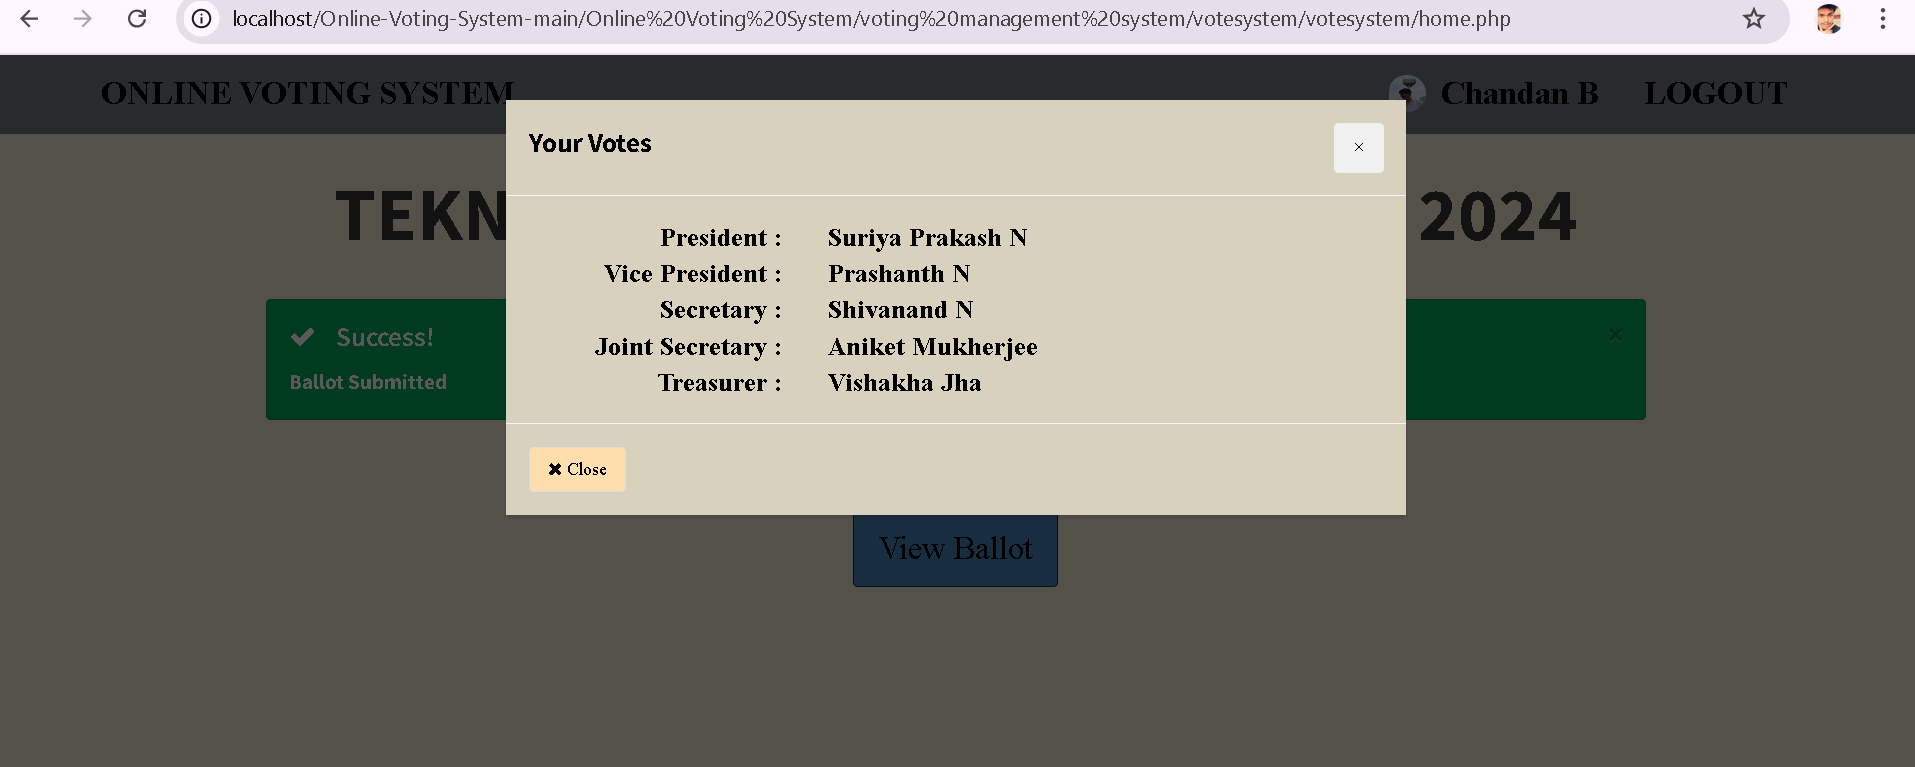 localhost/Online-Voting-System-main/Online%20Voting%20System/voting%20management%20system/votesystem/votesystem/home.php
ONLINE VOTING SYSTEM
Chandan B
LOGOUT
Your Votes
×
2024
President : Suriya Prakash N
Vice President : Prashanth N
Secretary : Shivanand N
Joint Secretary : Aniket Mukherjee
Treasurer : Vishakha Jha
Success!
×
Ballot Submitted
✖ Close
View Ballot